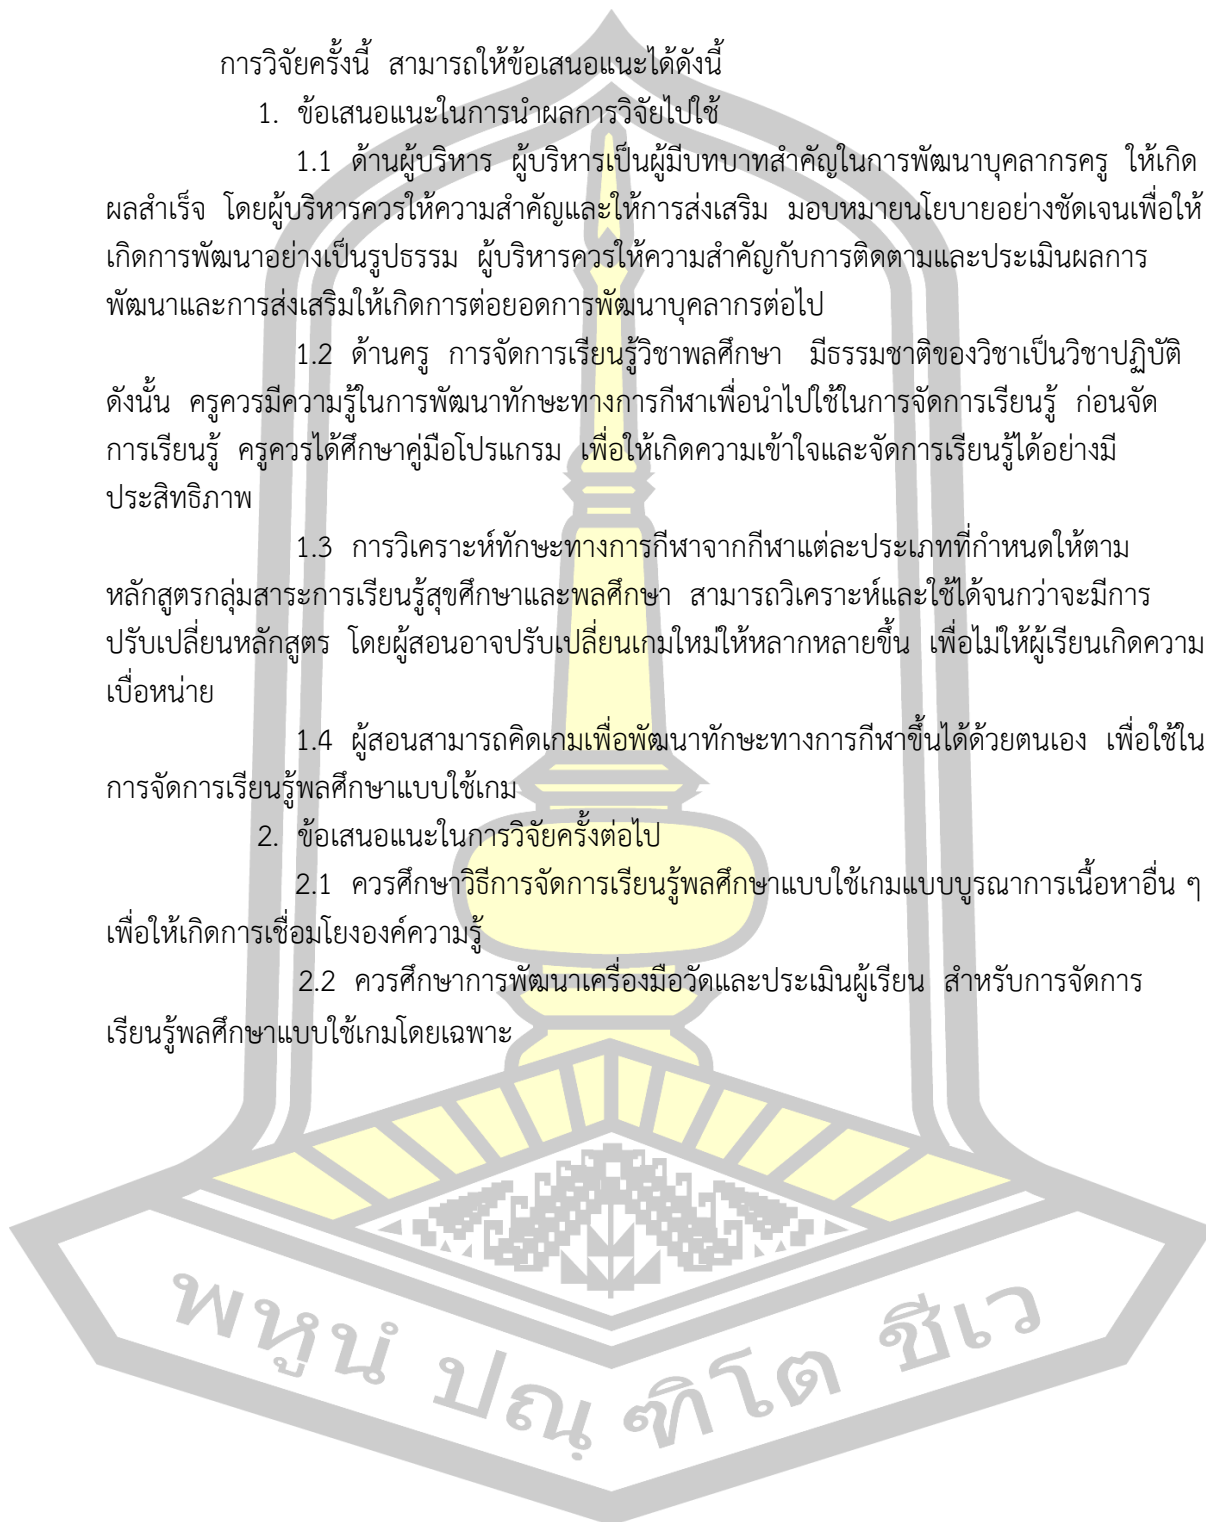 การวิจัยครั้งนี้ สามารถให้ข้อเสนอแนะได้ดังนี้
1. ข้อเสนอแนะในการนำผลการวิจัยไปใช้
1.1 ด้านผู้บริหาร ผู้บริหารเป็นผู้มีบทบาทสำคัญในการพัฒนาบุคลากรครู ให้เกิด
ผลสำเร็จ โดยผู้บริหารควรให้ความสำคัญและให้การส่งเสริม มอบหมายนโยบายอย่างชัดเจนเพื่อให้
เกิดการพัฒนาอย่างเป็นรูปธรรม ผู้บริหารควรให้ความสำคัญกับการติดตามและประเมินผลการ
พัฒนาและการส่งเสริมให้เกิดการต่อยอดการพัฒนาบุคลากรต่อไป
1.2 ด้านครู การจัดการเรียนรู้วิชาพลศึกษา มีธรรมชาติของวิชาเป็นวิชาปฏิบัติ
ดังนั้น ครูควรมีความรู้ในการพัฒนาทักษะทางการกีฬาเพื่อนำไปใช้ในการจัดการเรียนรู้ ก่อนจัด
การเรียนรู้ ครูควรได้ศึกษาคู่มือโปรแกรม เพื่อให้เกิดความเข้าใจและจัดการเรียนรู้ได้อย่างมี
ประสิทธิภาพ
1.3 การวิเคราะห์ทักษะทางการกีฬาจากกีฬาแต่ละประเภทที่กำหนดให้ตาม
หลักสูตรกลุ่มสาระการเรียนรู้สุขศึกษาและพลศึกษา สามารถวิเคราะห์และใช้ได้จนกว่าจะมีการ
ปรับเปลี่ยนหลักสูตร โดยผู้สอนอาจปรับเปลี่ยนเกมใหม่ให้หลากหลายขึ้น เพื่อไม่ให้ผู้เรียนเกิดความ
เบื่อหน่าย
1.4 ผู้สอนสามารถคิดเกมเพื่อพัฒนาทักษะทางการกีฬาขึ้นได้ด้วยตนเอง เพื่อใช้ใน
การจัดการเรียนรู้พลศึกษาแบบใช้เกม
2. ข้อเสนอแนะในการวิจัยครั้งต่อไป
2.1 ควรศึกษาวิธีการจัดการเรียนรู้พลศึกษาแบบใช้เกมแบบบูรณาการเนื้อหาอื่น ๆ
เพื่อให้เกิดการเชื่อมโยงองค์ความรู้
2.2 ควรศึกษาการพัฒนาเครื่องมือวัดและประเมินผู้เรียน สำหรับการจัดการ
เรียนรู้พลศึกษาแบบใช้เกมโดยเฉพาะ
พหูนํ ปณฺ ฑิโต ชีเว